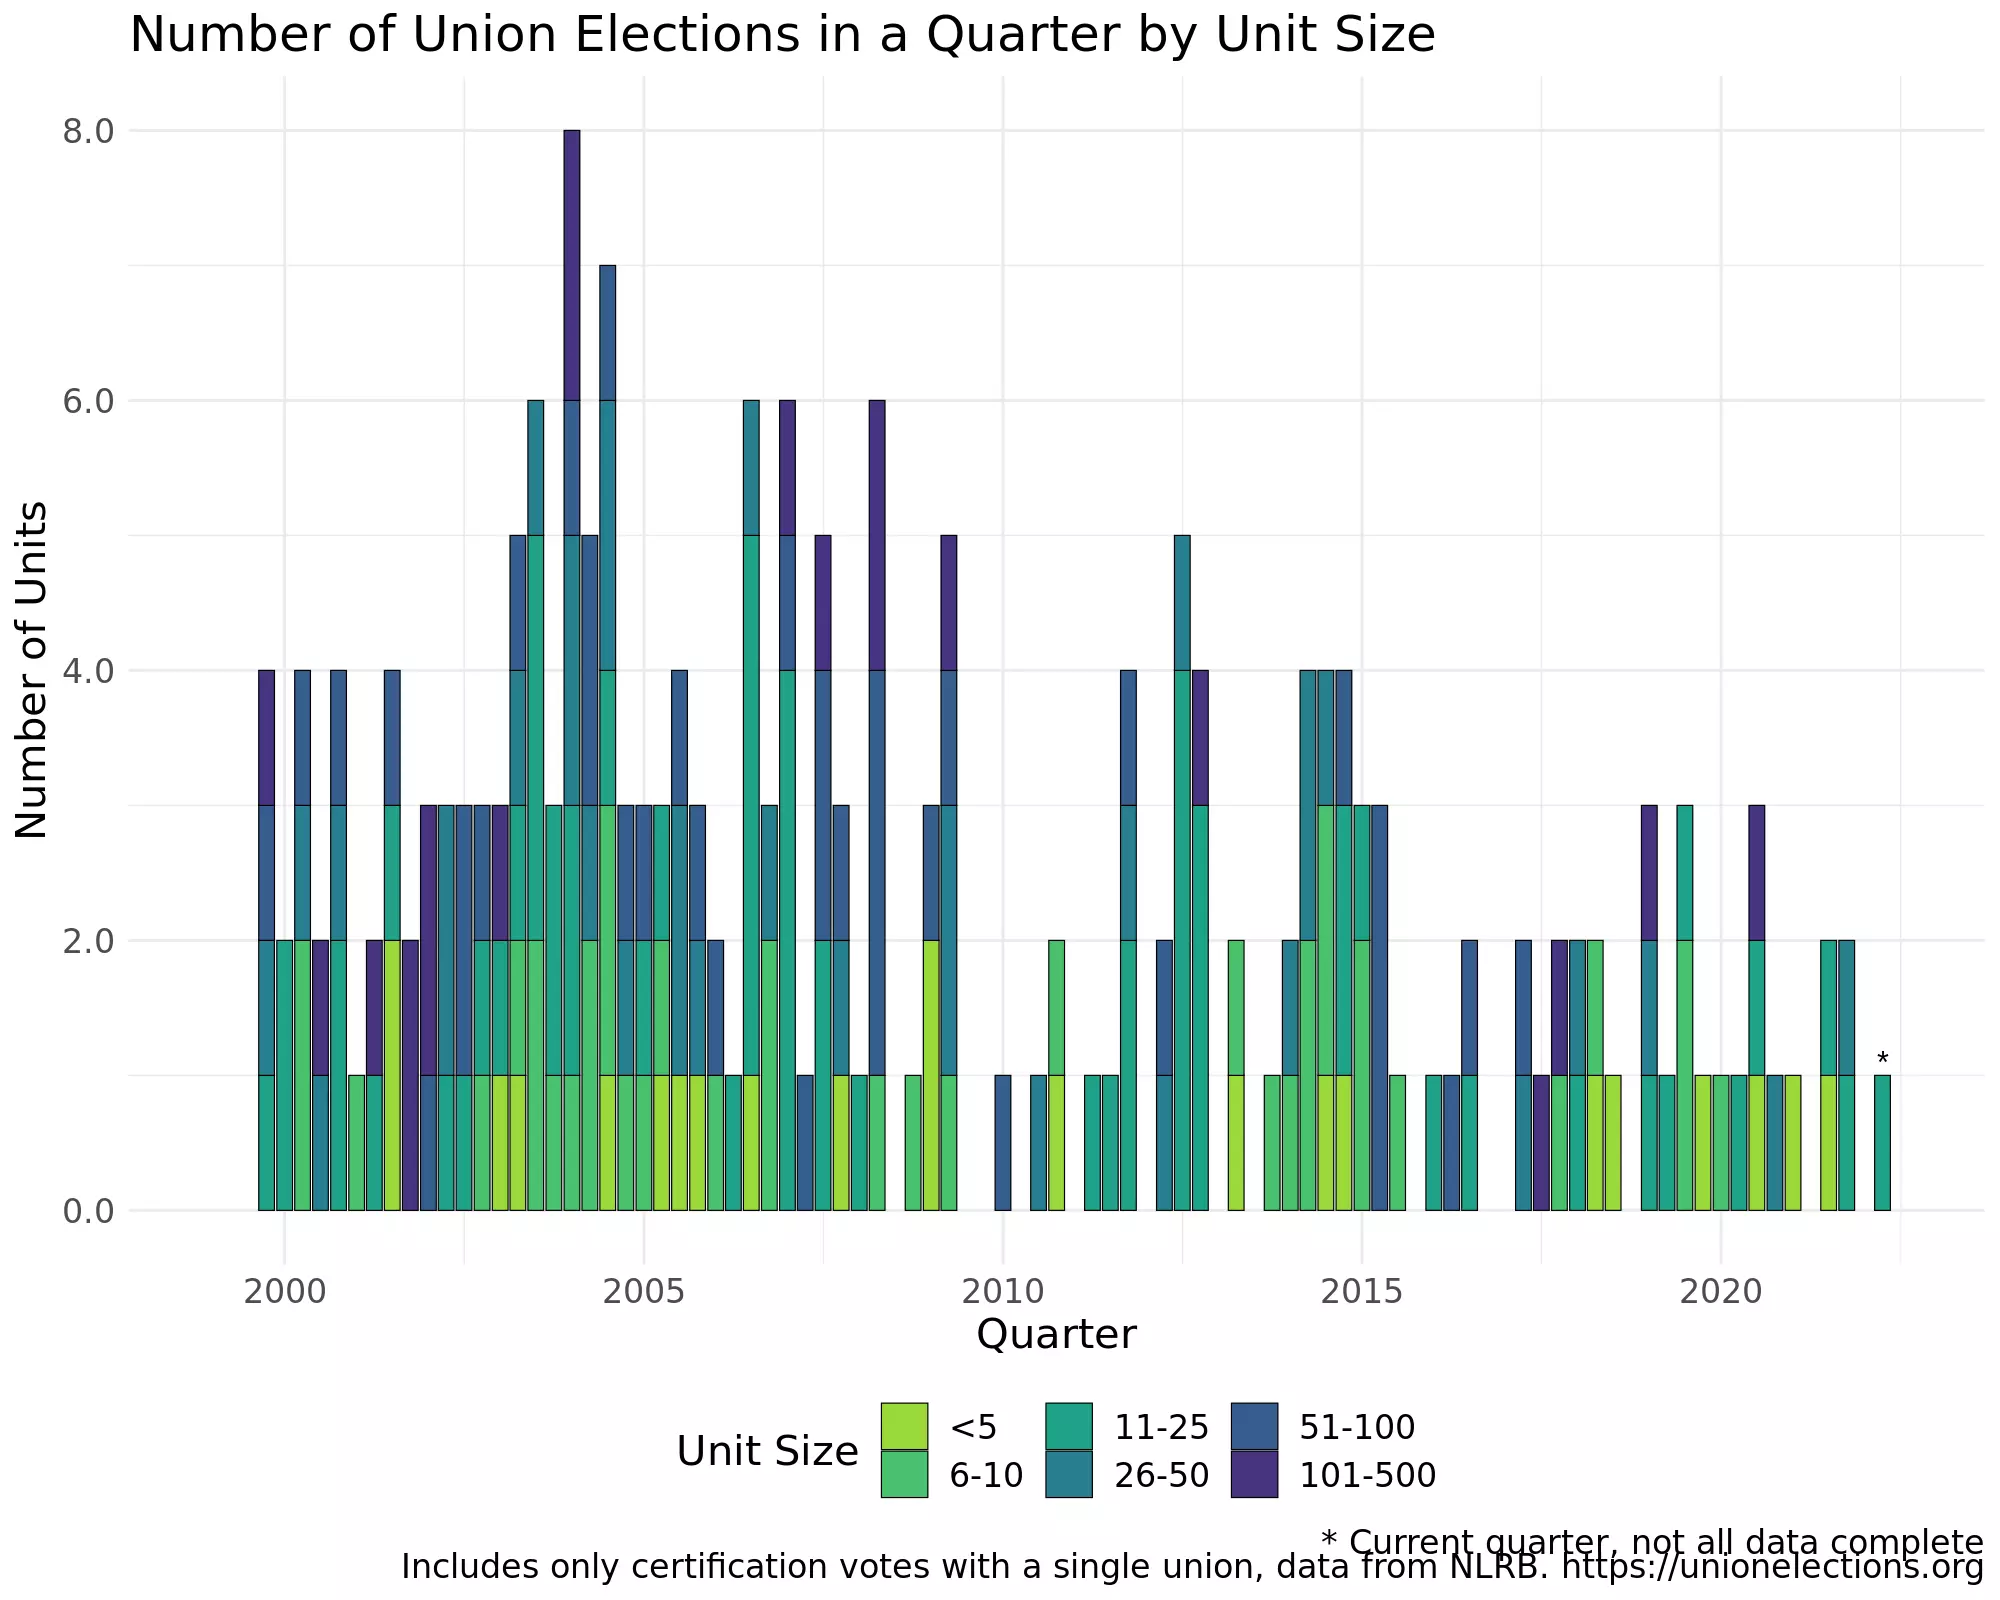 Number of Union Elections in a Quarter by Unit Size
Number of Units
8.0
6.0
4.0
2.0
0.0
*
2000 2005 2010 2015 2020
Quarter
Unit Size
<5 11-25 51-100
6-10 26-50 101-500
* Current quarter, not all data complete
Includes only certification votes with a single union, data from NLRB. https://unionelections.org